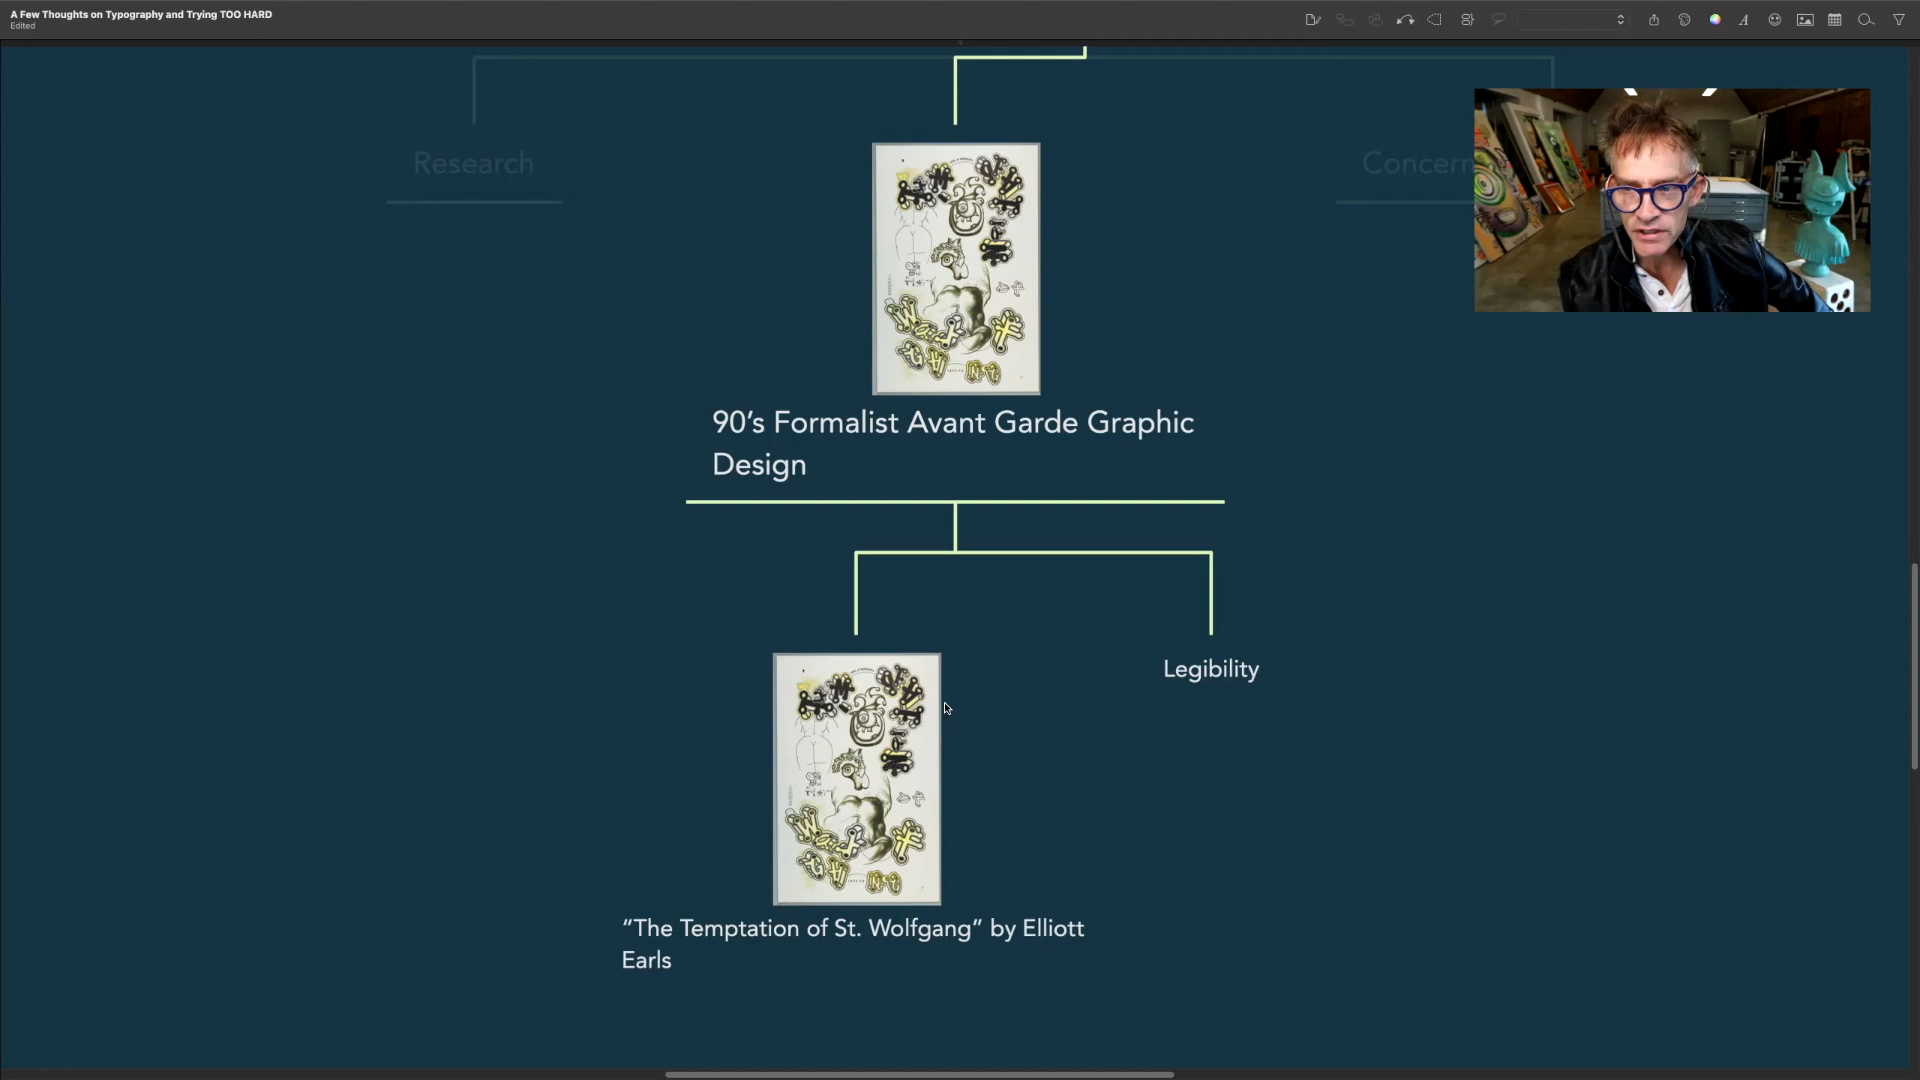 A Few Thoughts on Typography and Trying TOO HARD
Edited
Research
Concern
90’s Formalist Avant Garde Graphic
Design
Legibility
“The Temptation of St. Wolfgang” by Elliott
Earls